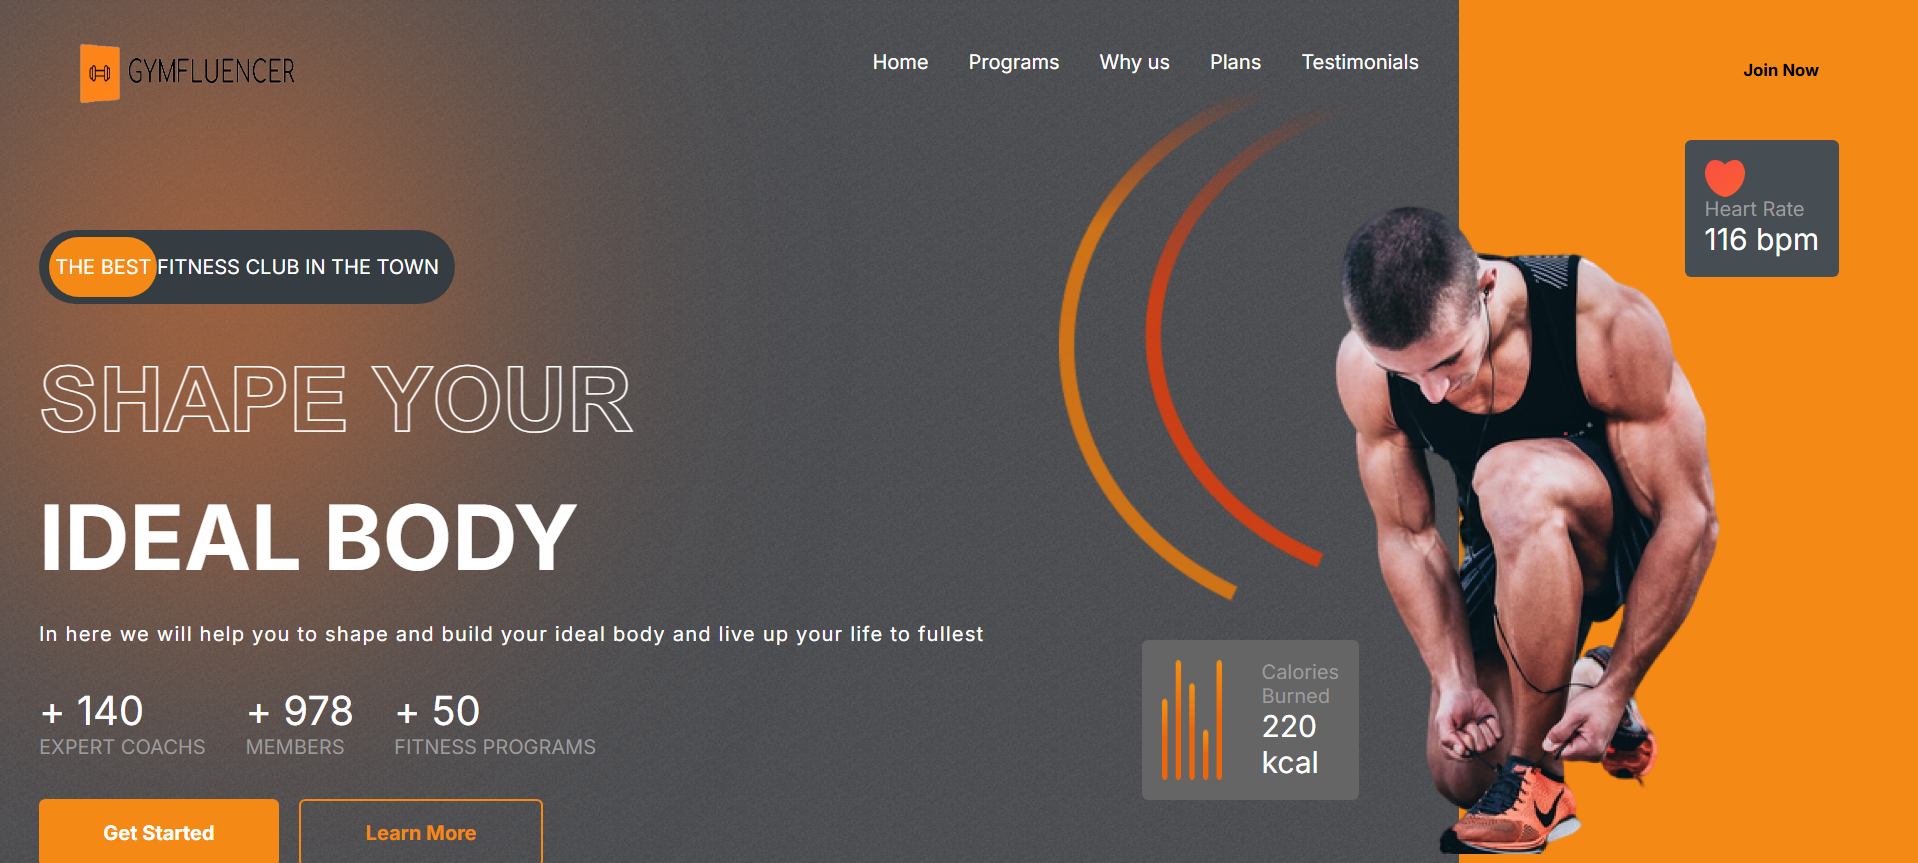 GYMFLUENCER
Home Programs Why us Plans Testimonials
Join Now
Heart Rate
116 bpm
THE BEST FITNESS CLUB IN THE TOWN
SHAPE YOUR
IDEAL BODY
In here we will help you to shape and build your ideal body and live up your life to fullest
+ 140
EXPERT COACHS
+ 978
MEMBERS
+ 50
FITNESS PROGRAMS
Calories
Burned
220
kcal
Get Started
Learn More